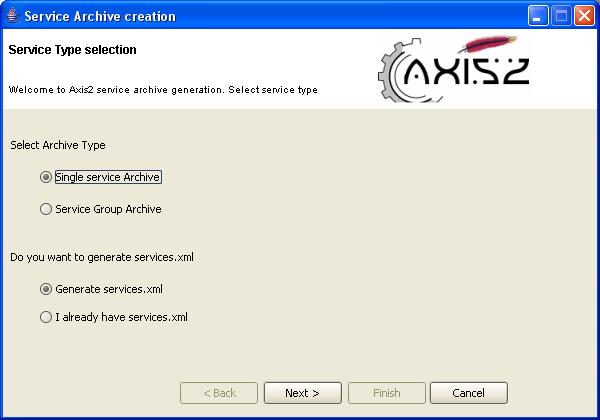 Service Archive creation
Service Type selection
Welcome to Axis2 service archive generation. Select service type
AXIS2
Select Archive Type
Single service Archive
Service Group Archive
Do you want to generate services.xml
Generate services.xml
I already have services.xml
< Back
Next >
Finish
Cancel